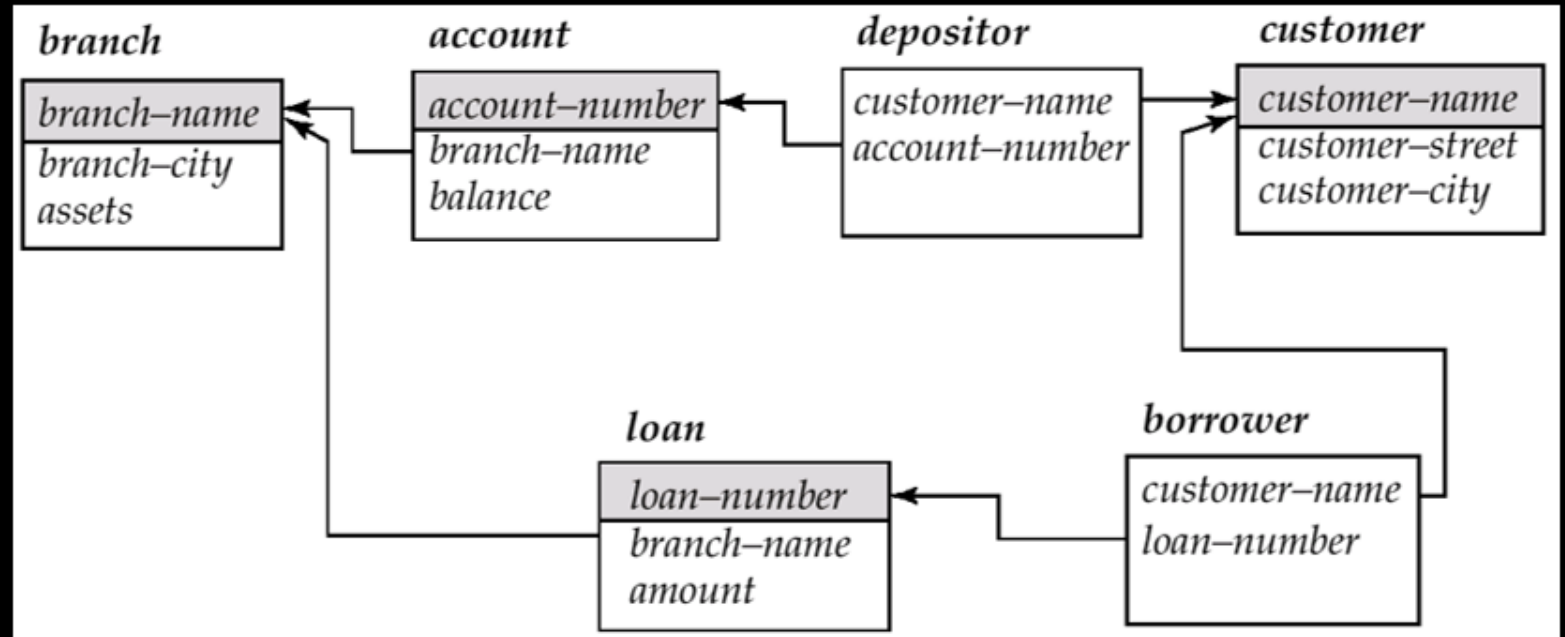 branch
branch–name
branch–city
assets
account
account–number
branch–name
balance
depositor
customer–name
account–number
customer
customer–name
customer–street
customer–city
loan
loan–number
branch–name
amount
borrower
customer–name
loan–number